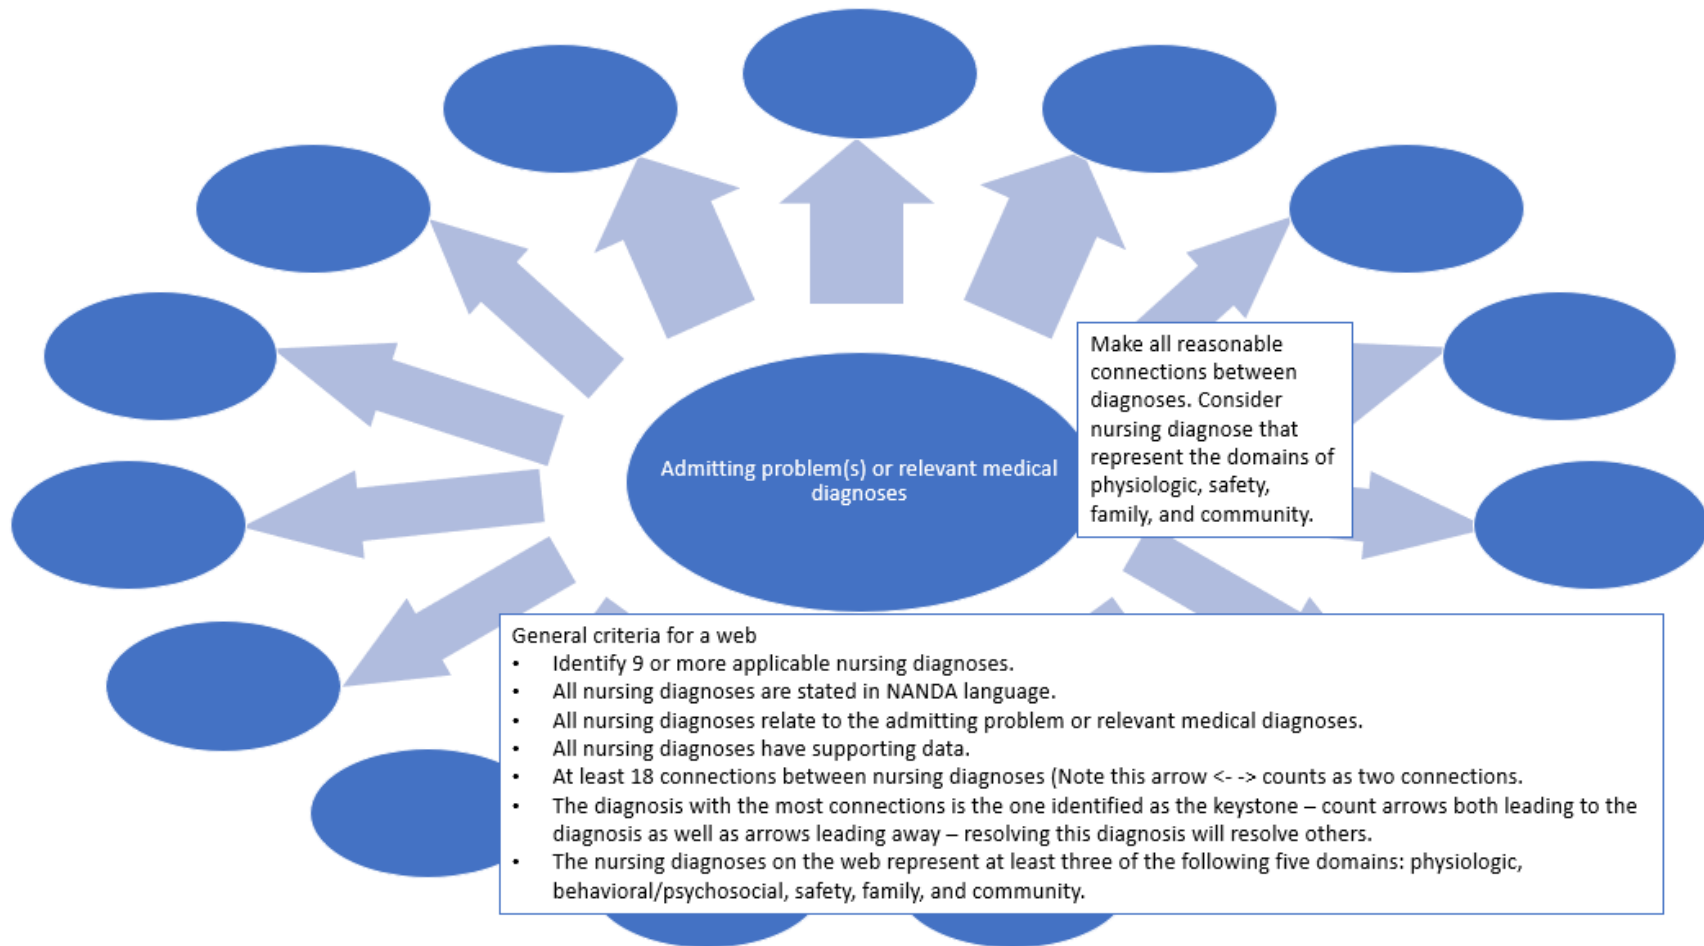 Make all reasonable
connections between
diagnoses. Consider
nursing diagnose that
represent the domains of
physiologic, safety,
family, and community.
Admitting problem(s) or relevant medical
diagnoses
General criteria for a web
• Identify 9 or more applicable nursing diagnoses.
• All nursing diagnoses are stated in NANDA language.
• All nursing diagnoses relate to the admitting problem or relevant medical diagnoses.
• All nursing diagnoses have supporting data.
• At least 18 connections between nursing diagnoses (Note this arrow <- -> counts as two connections.
• The diagnosis with the most connections is the one identified as the keystone – count arrows both leading to the
diagnosis as well as arrows leading away – resolving this diagnosis will resolve others.
• The nursing diagnoses on the web represent at least three of the following five domains: physiologic,
behavioral/psychosocial, safety, family, and community.